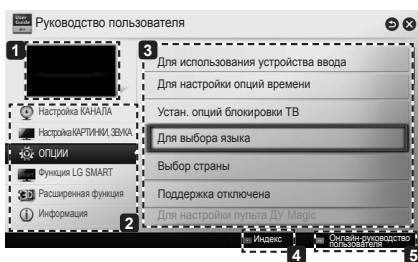 User
Guide
Руководство пользователя
1
3
Для использования устройства ввода
Для настройки опций времени
Устан. опций блокировки ТВ
Для выбора языка
Выбор страны
Поддержка отключена
Для настройки пульта ДУ Magic
Настройка КАНАЛА
Настройка КАРТИНКИ, ЗВУКА
ОПЦИИ
Функция LG SMART
3D Расширенная функция
Информация
2
Индекс
Онлайн-руководство
пользователя
4
5